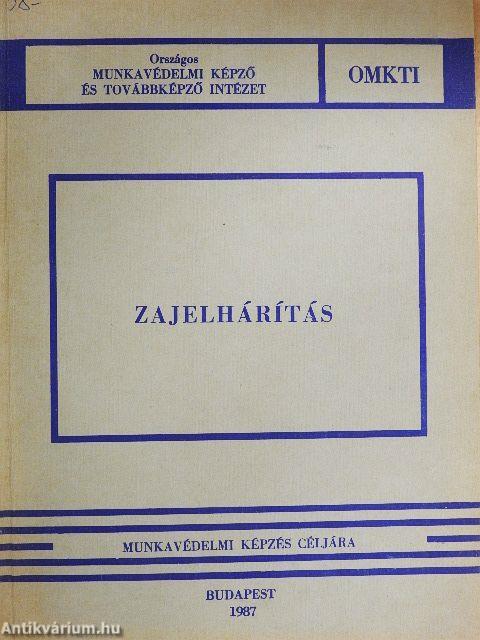 Országos
MUNKAVÉDELMI KÉPZŐ
ÉS TOVÁBBKÉPZŐ INTÉZET
OMKTI
ZAJELHÁRÍTÁS
MUNKAVÉDELMI KÉPZÉS CÉLJÁRA
BUDAPEST
1987
Antikvárium.hu